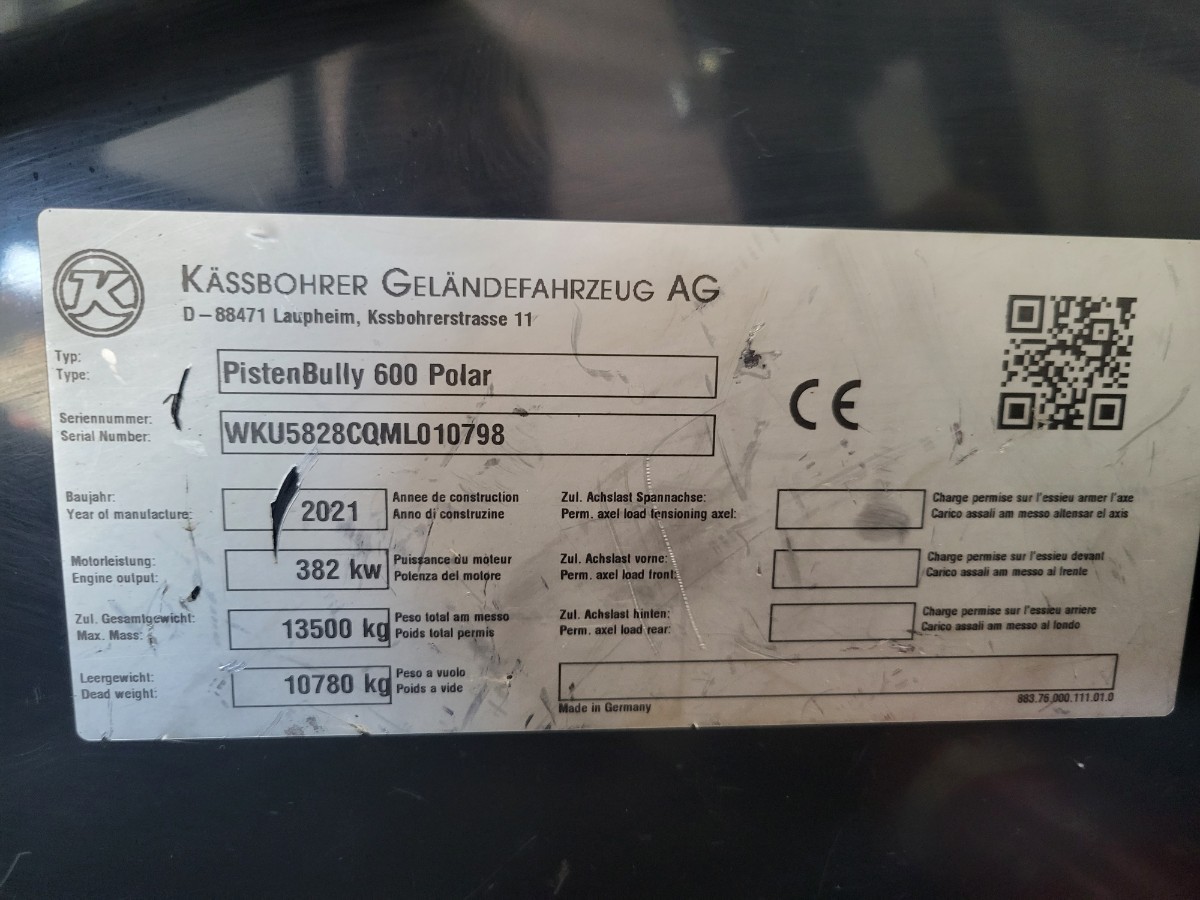 K
KÄSSBOHRER GELÄNDEFAHRZEUG AG
D-88471 Laupheim, Kssbohrerstrasse 11
Typ:
Type:
PistenBully 600 Polar
Seriennummer:
Serial Number:
WKU5828CQML010798
CE
Baujahr:
Year of manufacture:
2021
Annee de construction
Anno di construzine
Motorleistung:
Engine output:
382 kw
Puissance du moteur
Potenza del motore
Zul. Gesamtgewicht:
Max. Mass:
13500 kg
Peso total am messo
Poids total permis
Leergewicht:
Dead weight:
10780 kg
Peso a vuolo
Poids a vide
Zul. Achslast Spannachse:
Perm. axel load tensioning axel:
Charge permise sur l'essieu armer l'axe
Carico assali am messo altensar el axis
Zul. Achslast vorne:
Perm. axel load front:
Charge permise sur l'essieu devant
Carico assali am messo al frente
Zul. Achslast hinten:
Perm. axel load rear:
Charge permise sur l'essieu arriere
Carico assali am messo al londo
Made in Germany
883.76.000.111.01.0